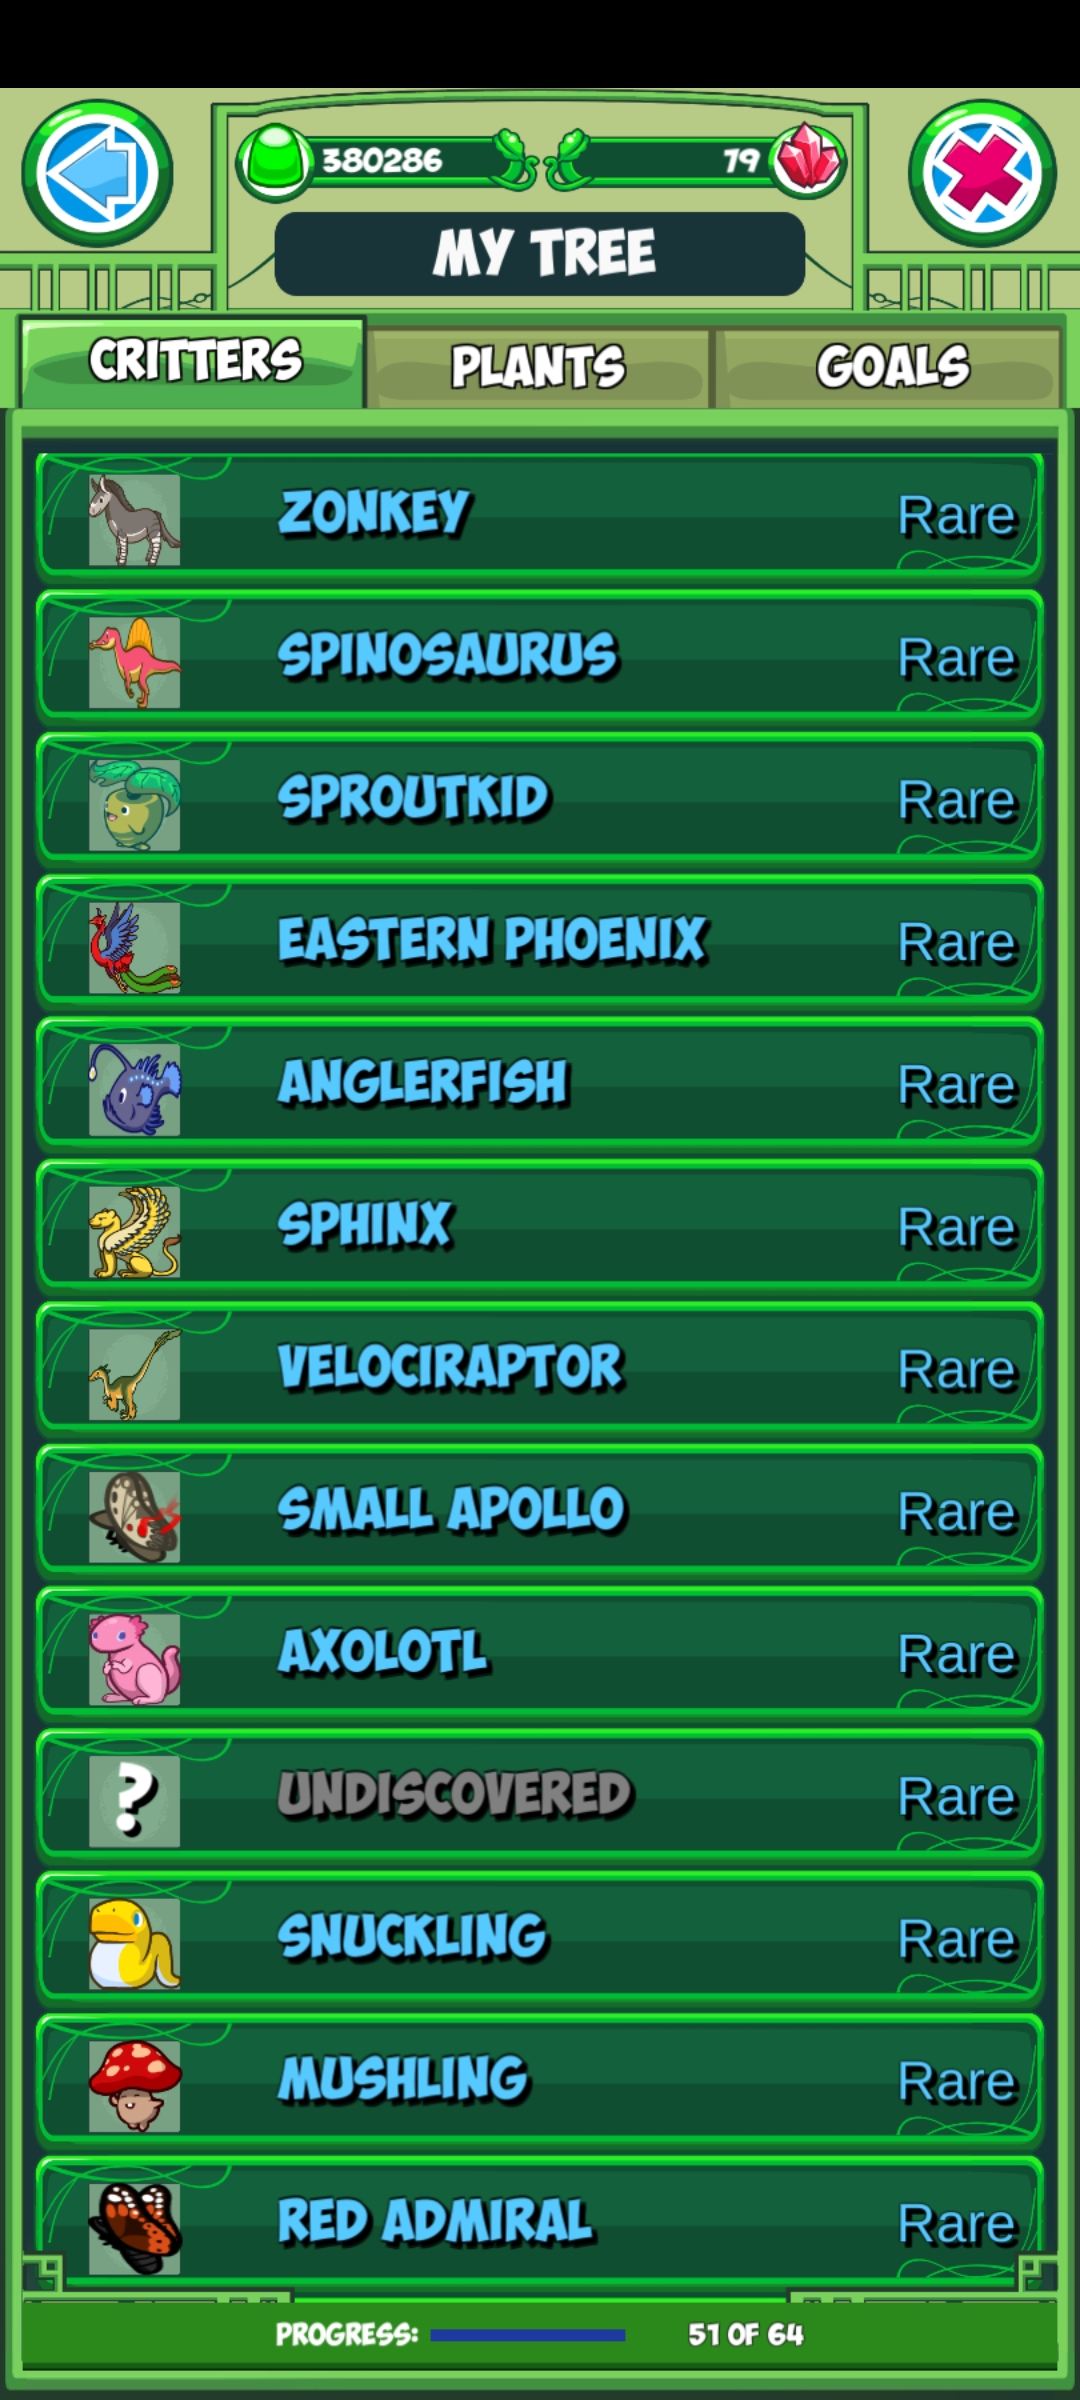 380286
79
MY TREE
CRITTERS
PLANTS
GOALS
ZONKEY
Rare
SPINOSAURUS
Rare
SPROUTKID
Rare
EASTERN PHOENIX
Rare
ANGLERFISH
Rare
SPHINX
Rare
VELOCIRAPTOR
Rare
SMALL APOLLO
Rare
AXOLOTL
Rare
?
UNDISCOVERED
Rare
SNUCKLING
Rare
MUSHLING
Rare
RED ADMIRAL
Rare
PROGRESS:
51 OF 64